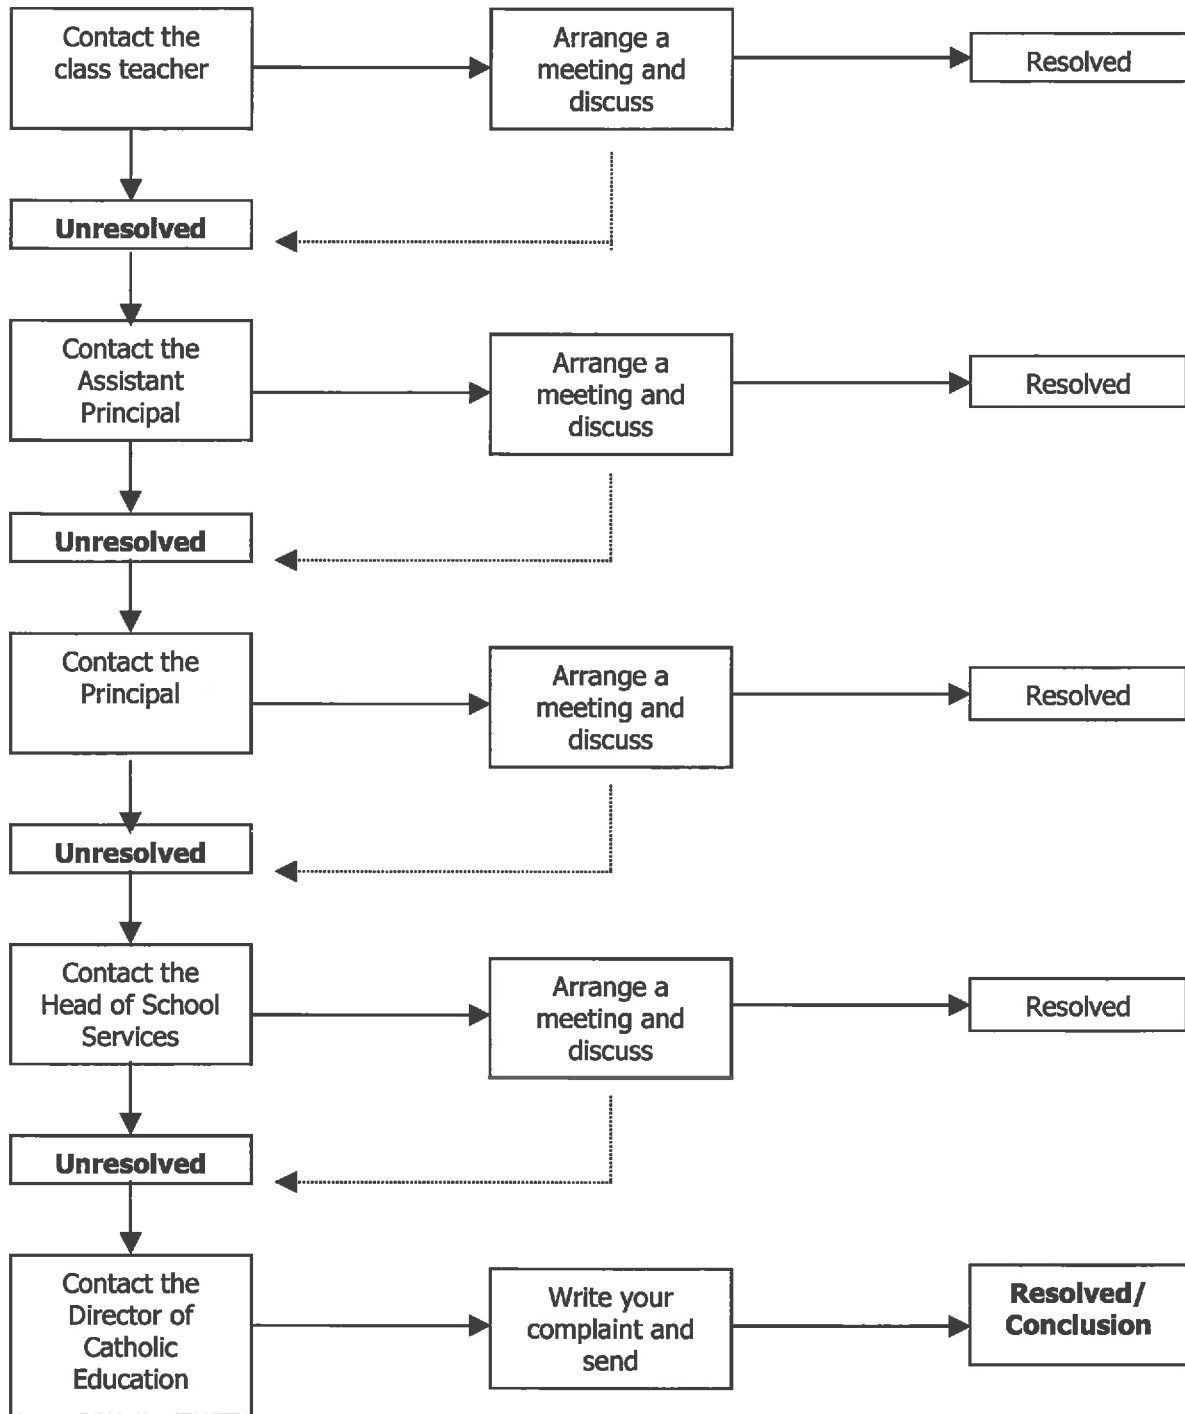 Contact the
class teacher
Arrange a
meeting and
discuss
Resolved
Unresolved
Contact the
Assistant
Principal
Arrange a
meeting and
discuss
Resolved
Unresolved
Contact the
Principal
Arrange a
meeting and
discuss
Resolved
Unresolved
Contact the
Head of School
Services
Arrange a
meeting and
discuss
Resolved
Unresolved
Contact the
Director of
Catholic
Education
Write your
complaint and
send
Resolved/
Conclusion